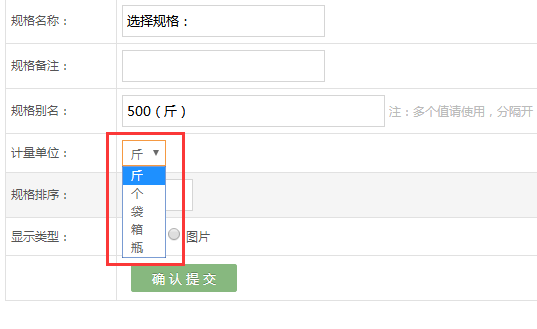 规格名称： 选择规格：
规格备注：
规格别名： 500（斤） 注：多个值请使用，分隔开
计量单位： 斤
斤
规格排序： 个
袋
箱
显示类型： 图片
瓶
确认提交